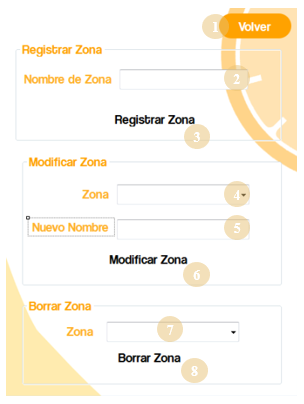 1 Volver
Registrar Zona
Nombre de Zona 2
Registrar Zona
3
Modificar Zona
Zona 4
Nuevo Nombre 5
Modificar Zona
6
Borrar Zona
Zona 7
Borrar Zona
8